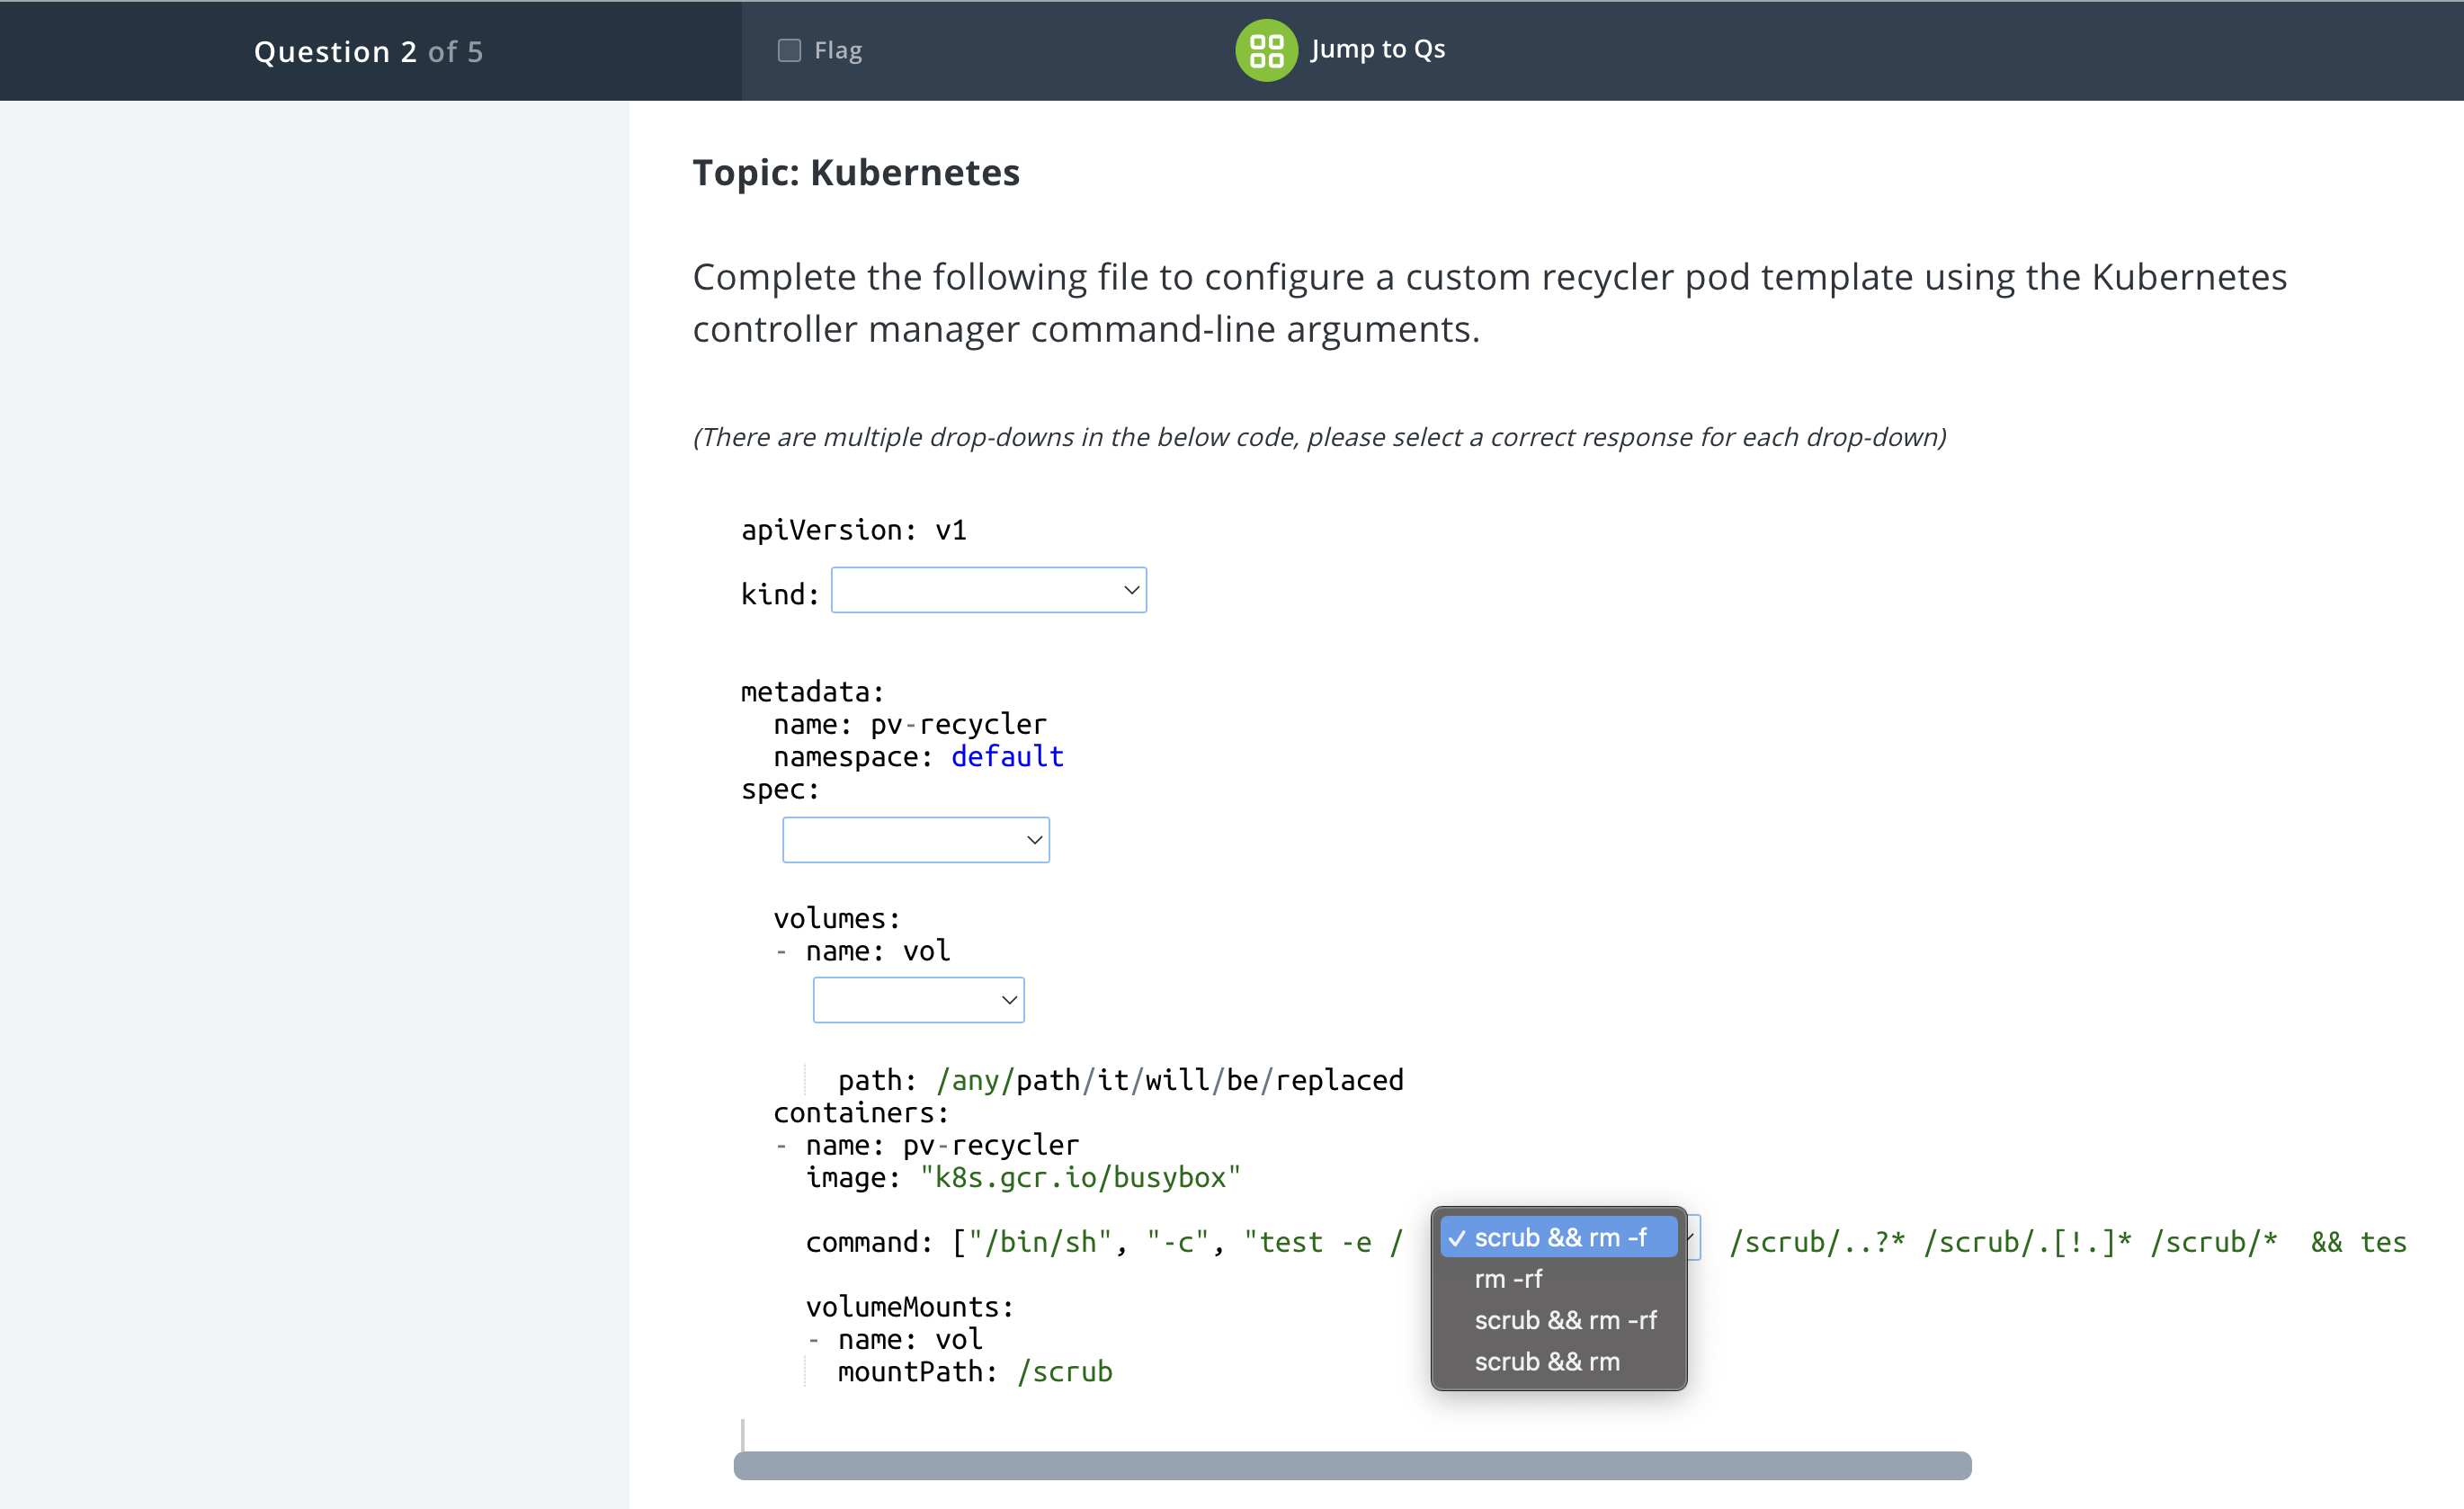 Question 2 of 5
Flag
Jump to Qs
Topic: Kubernetes
Complete the following file to configure a custom recycler pod template using the Kubernetes
controller manager command-line arguments.
(There are multiple drop-downs in the below code, please select a correct response for each drop-down)
apiVersion: v1
kind:
metadata:
name: pv-recycler
namespace: default
spec:
volumes:
- name: vol
path: /any/path/it/will/be/replaced
containers:
- name: pv-recycler
image: "k8s.gcr.io/busybox"
command: ["/bin/sh", "-c", "test -e / ✓ scrub && rm -f /scrub/..?* /scrub/.[!.]* /scrub/* && tes
rm -rf
scrub && rm -rf
scrub && rm
volumeMounts:
- name: vol
mountPath: /scrub